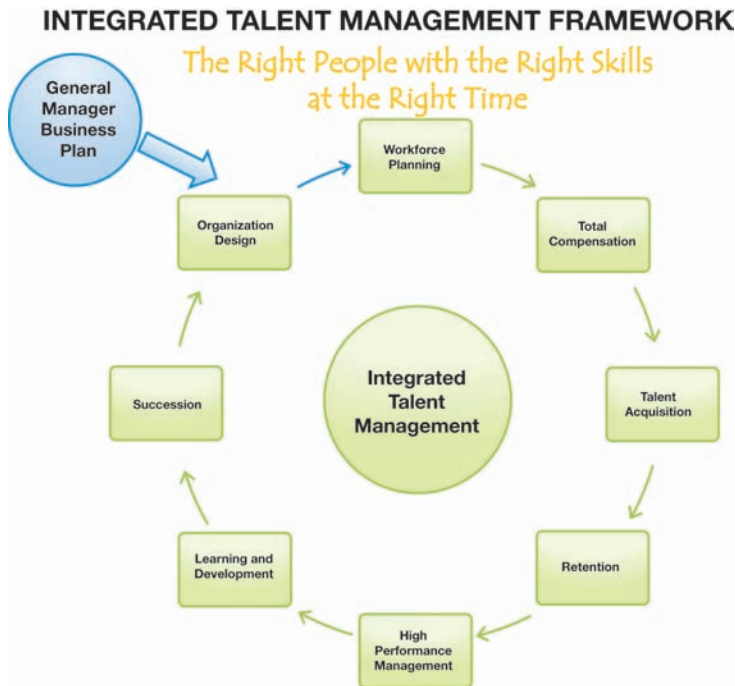 INTEGRATED TALENT MANAGEMENT FRAMEWORK
The Right People with the Right Skills
at the Right Time
General
Manager
Business
Plan
Workforce
Planning
Organization
Design
Total
Compensation
Succession
Integrated
Talent
Management
Talent
Acquisition
Learning and
Development
Retention
High
Performance
Management